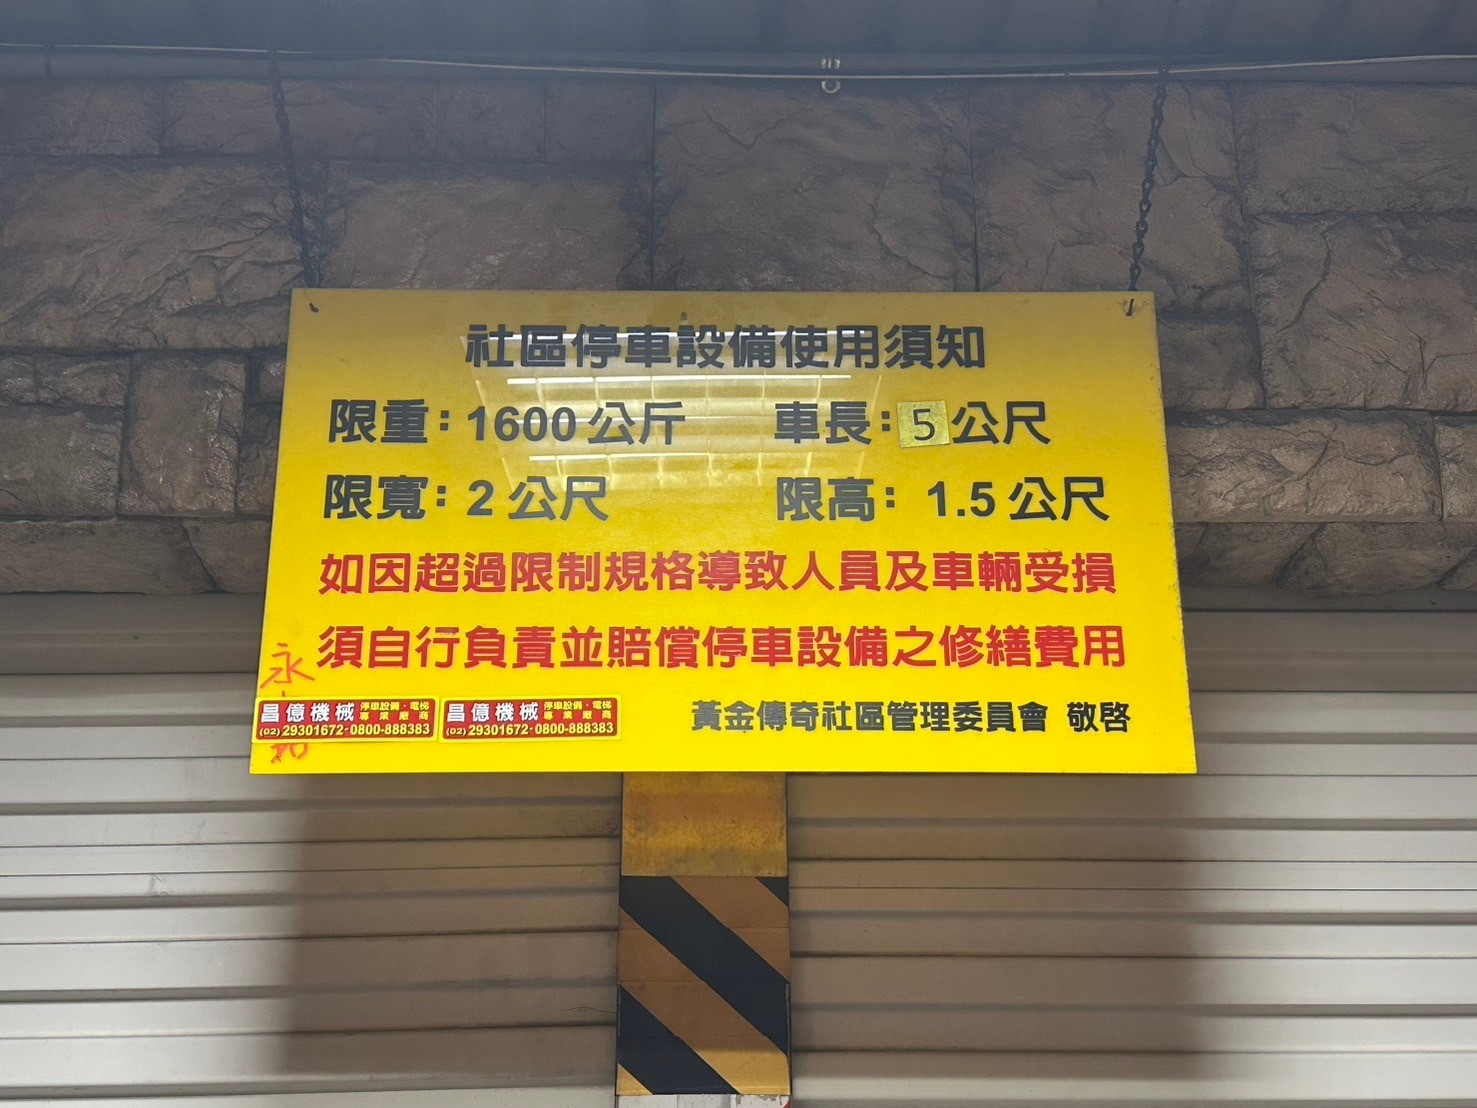 社區停車設備使用須知
限重：1600公斤 車長：5公尺
限寬：2公尺 限高：1.5公尺
如因超過限制規格導致人員及車輛受損
須自行負責並賠償停車設備之修繕費用
永
昌億機械 停車設備、電梯專業廠商
(02)29301672-0800-888383
昌億機械 停車設備、電梯專業廠商
(02)29301672-0800-888383
黃金傳奇社區管理委員會 敬啓